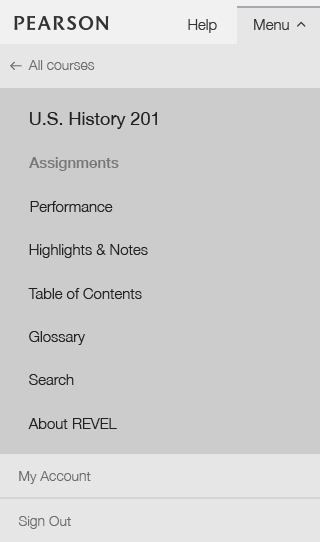 PEARSON Help Menu
All courses
U.S. History 201
Assignments
Performance
Highlights & Notes
Table of Contents
Glossary
Search
About REVEL
My Account
Sign Out